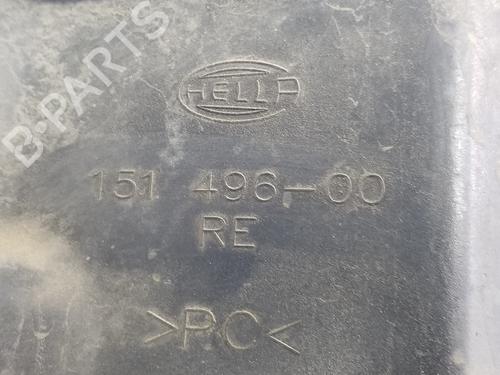 B-PARTS
HELLA
151 496-00
RE
>PC<